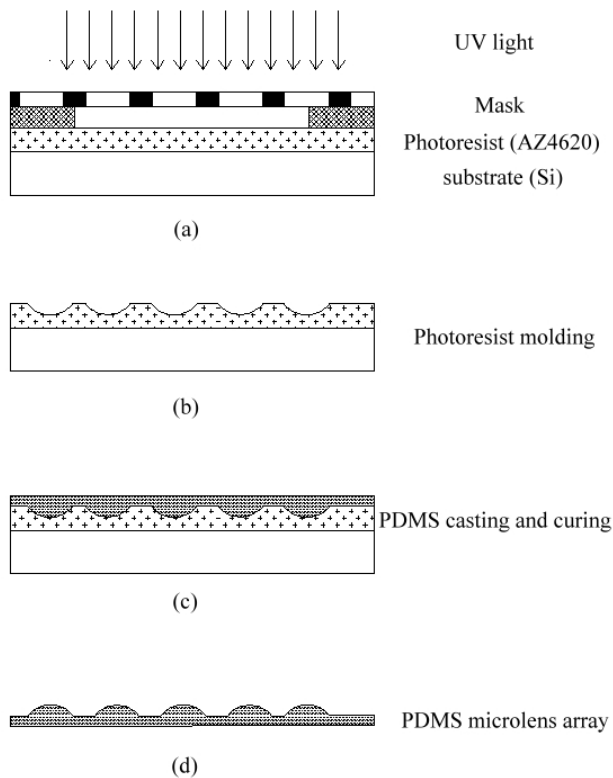 UV light
Mask
Photoresist (AZ4620)
substrate (Si)
(a)
Photoresist molding
(b)
PDMS casting and curing
(c)
PDMS microlens array
(d)